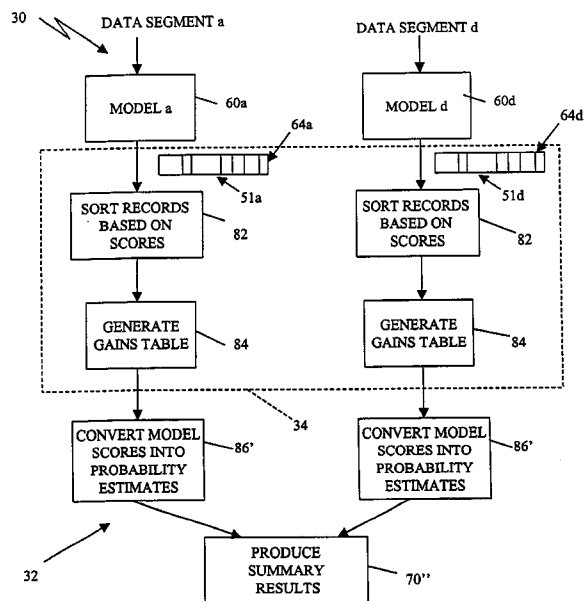 30
DATA SEGMENT a
DATA SEGMENT d
MODEL a
60a
MODEL d
60d
64a
64d
51a
51d
SORT RECORDS
BASED ON
SCORES
82
SORT RECORDS
BASED ON
SCORES
82
GENERATE
GAINS TABLE
84
GENERATE
GAINS TABLE
84
34
CONVERT MODEL
SCORES INTO
PROBABILITY
ESTIMATES
86'
CONVERT MODEL
SCORES INTO
PROBABILITY
ESTIMATES
86'
32
PRODUCE
SUMMARY
RESULTS
70''